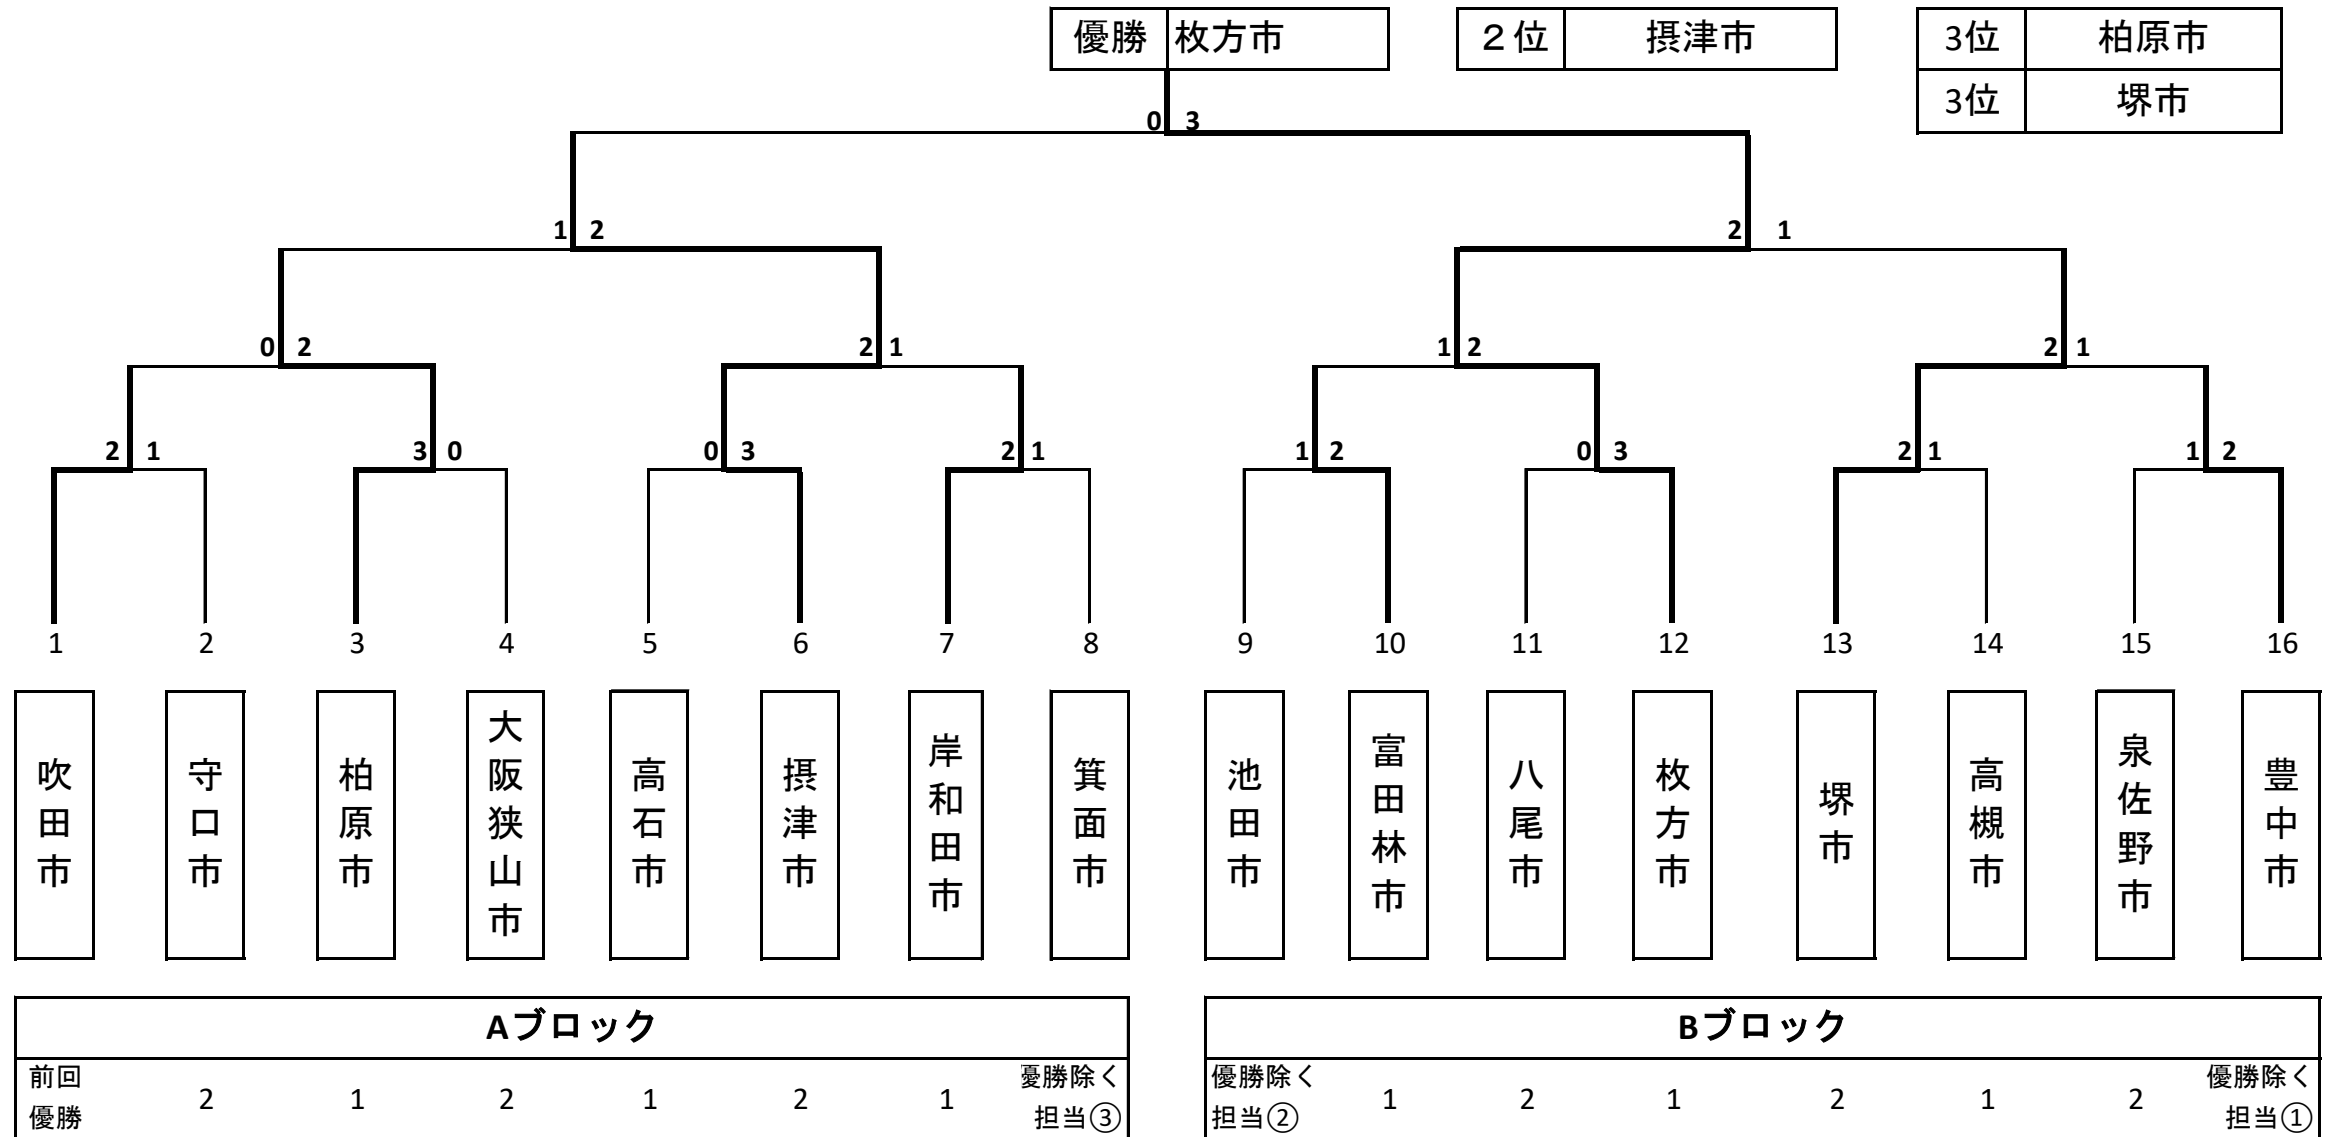 優勝 枚方市 ２位 摂津市 3位 柏原市
3位 堺市
0 3
1 2 2 1
0 2 2 1 1 2 2 1
2 1 3 0 0 3 2 1 1 2 0 3 2 1 1 2
1 2 3 4 5 6 7 8 9 10 11 12 13 14 15 16
吹田市
守口市
柏原市
大阪狭山市
高石市
摂津市
岸和田市
箕面市
池田市
富田林市
八尾市
枚方市
堺市
高槻市
泉佐野市
豊中市
Aブロック
前回
優勝
2 1 2 1 2 1
優勝除く
担当③
Bブロック
優勝除く
担当②
1 2 1 2 1 2
優勝除く
担当①